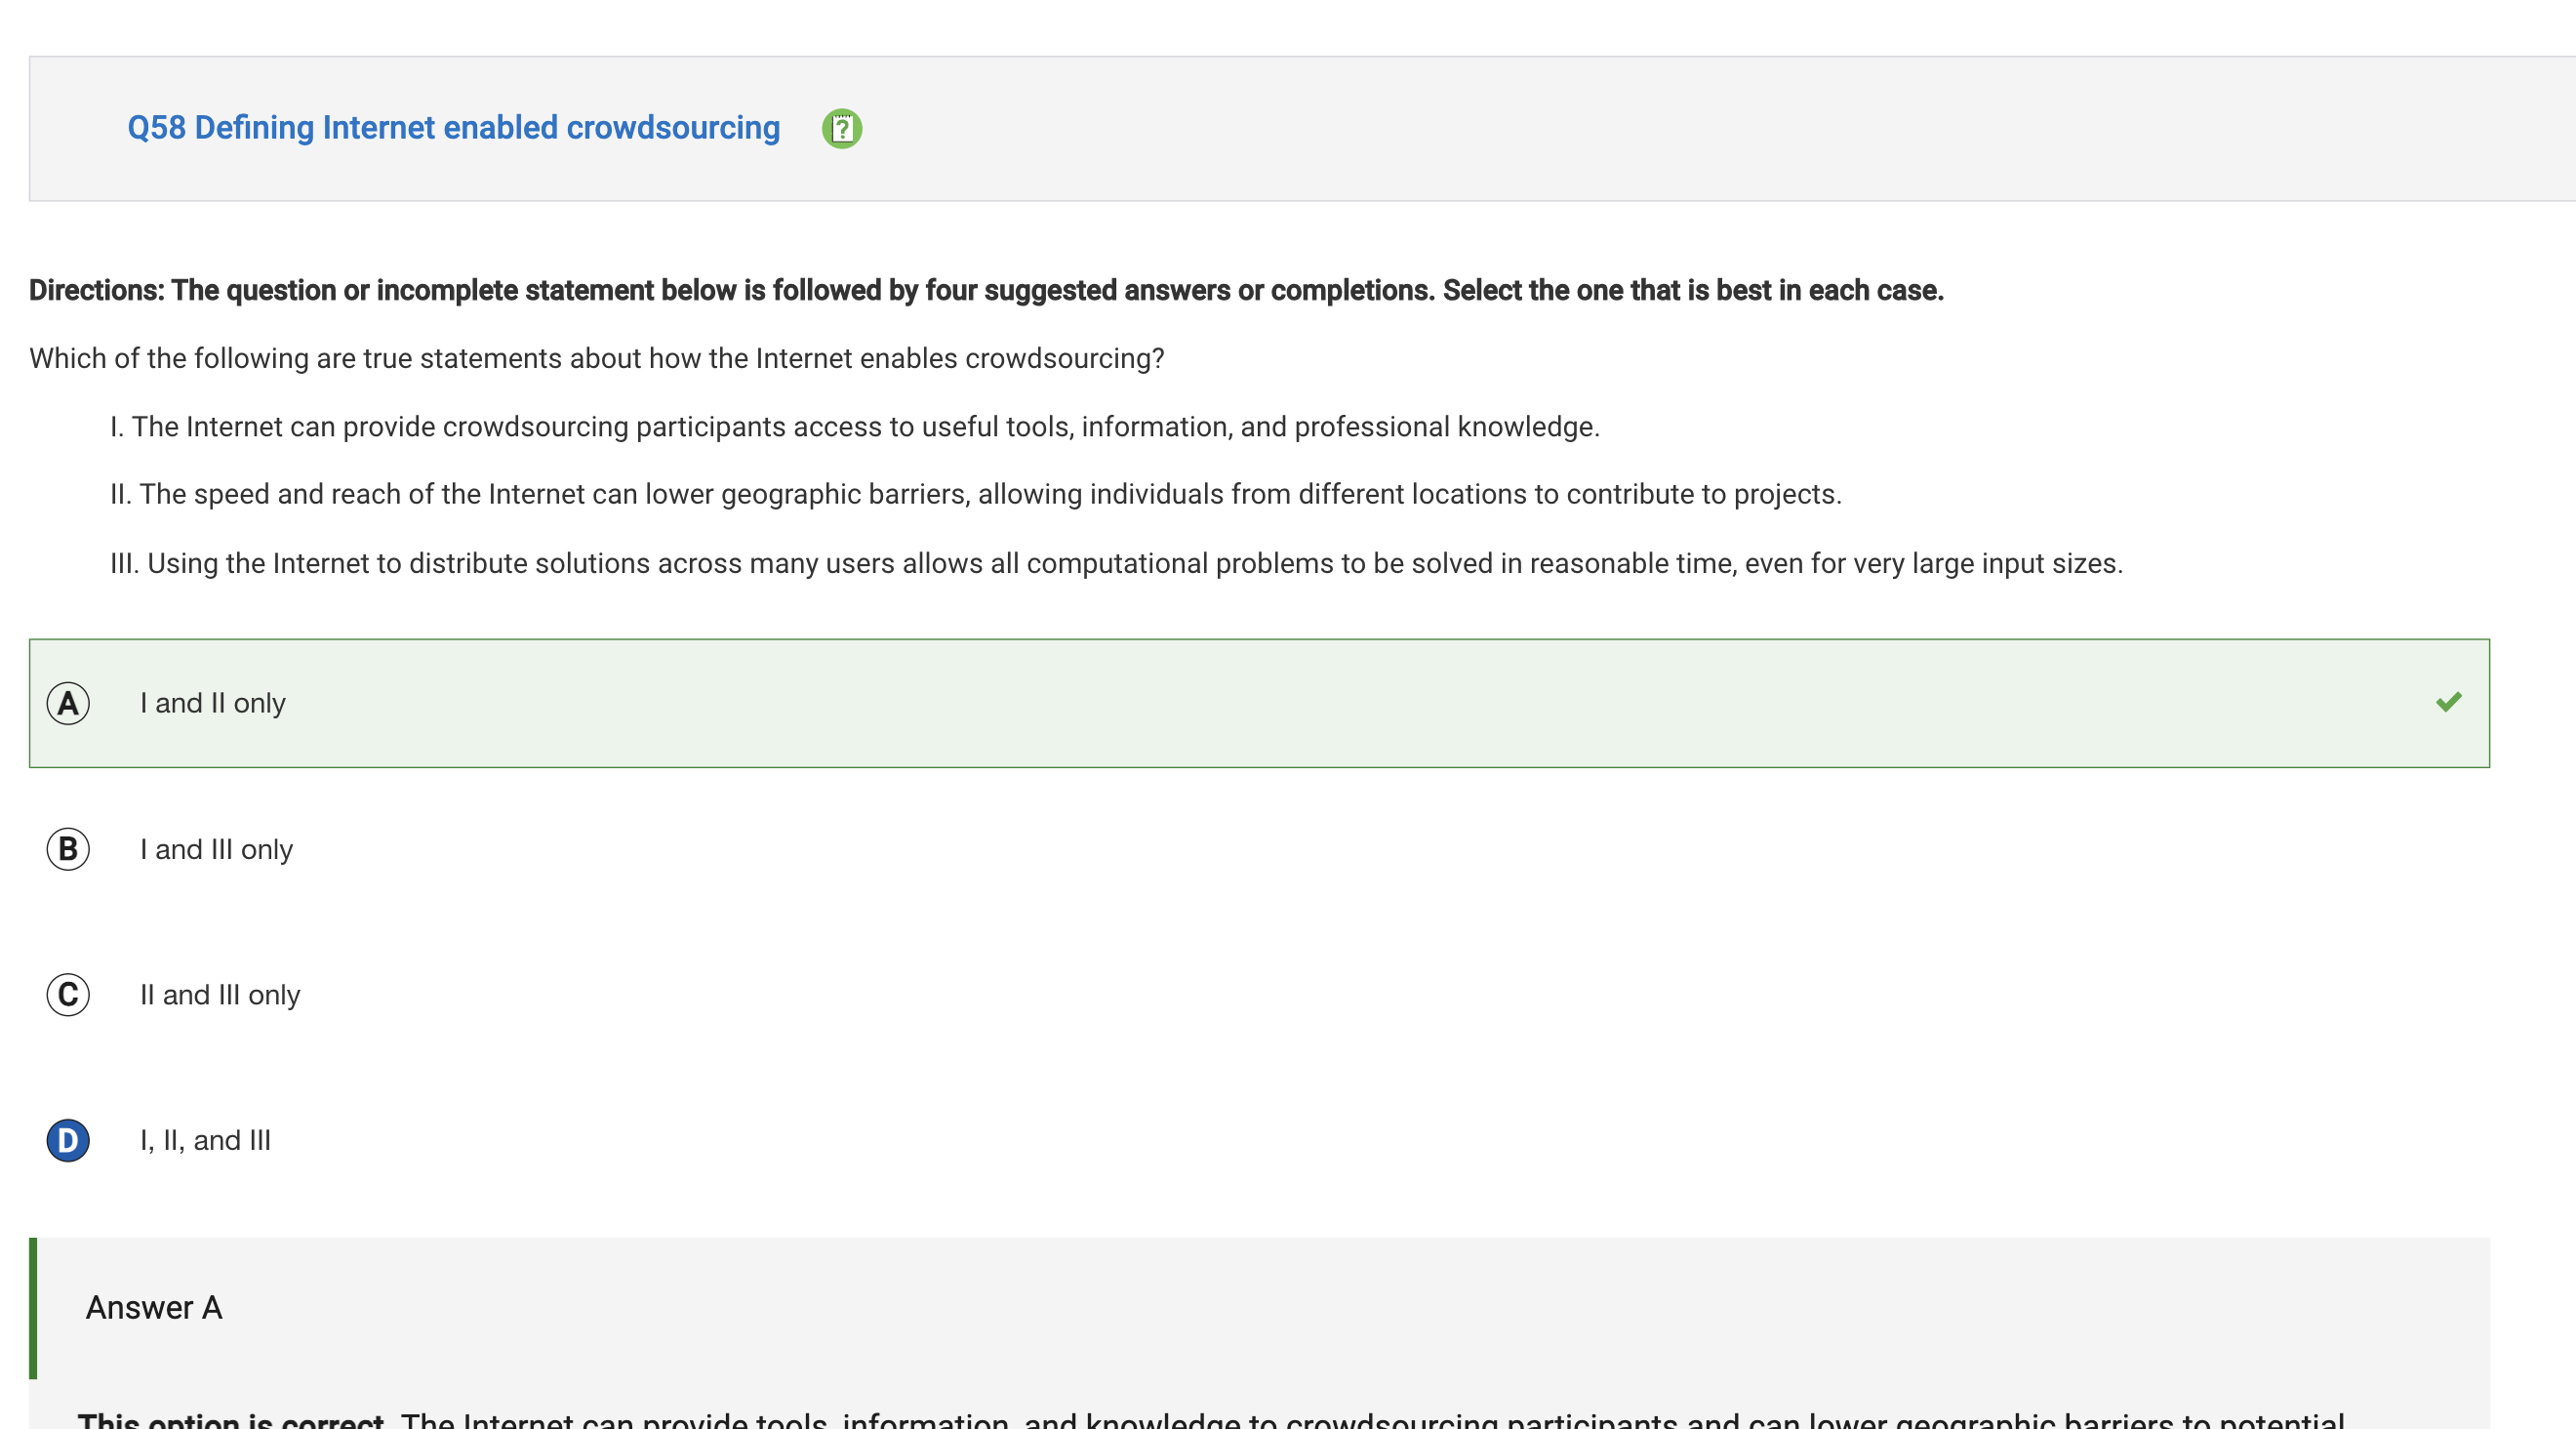 Q58 Defining Internet enabled crowdsourcing
Directions: The question or incomplete statement below is followed by four suggested answers or completions. Select the one that is best in each case.
Which of the following are true statements about how the Internet enables crowdsourcing?
I. The Internet can provide crowdsourcing participants access to useful tools, information, and professional knowledge.
II. The speed and reach of the Internet can lower geographic barriers, allowing individuals from different locations to contribute to projects.
III. Using the Internet to distribute solutions across many users allows all computational problems to be solved in reasonable time, even for very large input sizes.
A I and II only
B I and III only
C II and III only
D I, II, and III
Answer A
This option is correct. The Internet can provide tools, information, and knowledge to crowdsourcing participants and can lower geographic barriers to potential